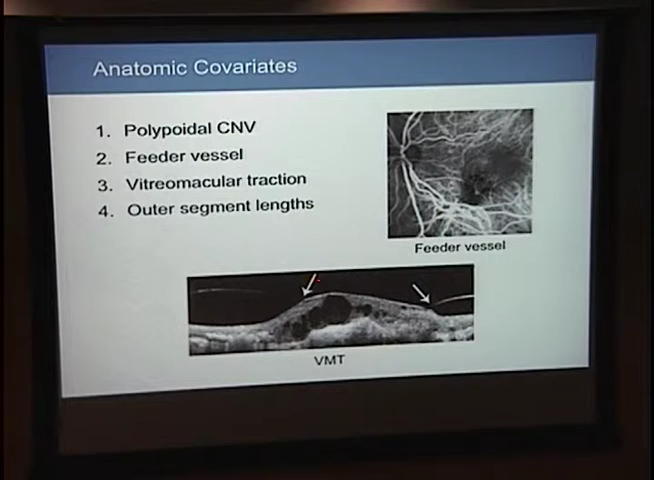 Anatomic Covariates
1. Polypoidal CNV
2. Feeder vessel
3. Vitreomacular traction
4. Outer segment lengths
Feeder vessel
VMT